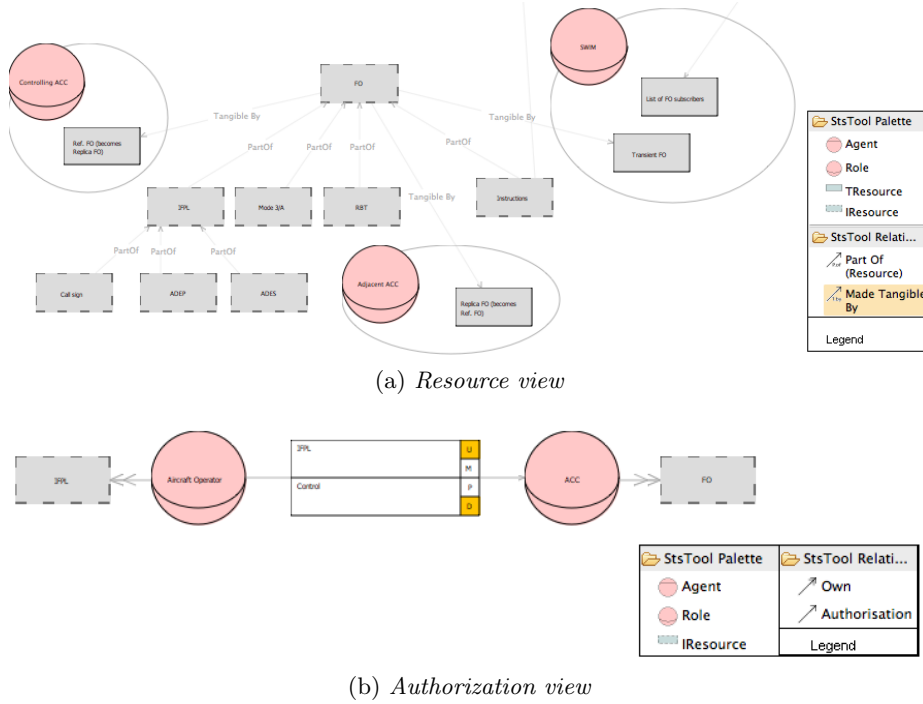 Controlling ACC
Ref. FO (becomes
Replica FO)
Tangible By
FO
SWIM
List of FO subscribers
Tangible By
Transient FO
PartOf
PartOf
PartOf
PartOf
Tangible By
IFPL
Mode 3/A
RBT
Instructions
PartOf
PartOf
PartOf
Call sign
ADEP
ADES
Adjacent ACC
Replica FO (becomes
Ref. FO)
StsTool Palette
Agent
Role
TResource
IResource
StsTool Relati...
Part Of
(Resource)
Made Tangible
By
Legend
(a) Resource view
IFPL
Aircraft Operator
IFPL
Control
U
M
P
D
ACC
FO
StsTool Palette
Agent
Role
IResource
StsTool Relati...
Own
Authorisation
Legend
(b) Authorization view